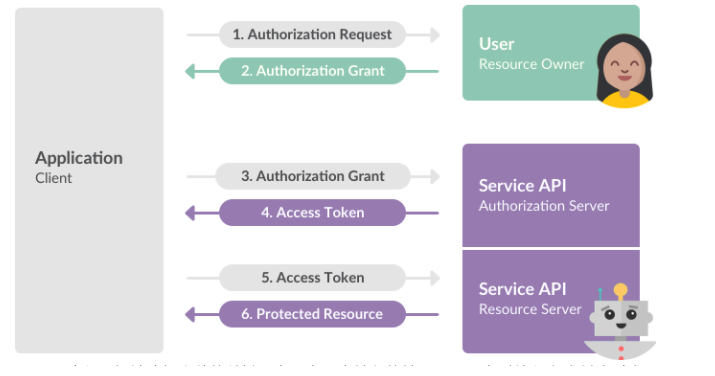 1. Authorization Request
User
Resource Owner
2. Authorization Grant
Application
Client
3. Authorization Grant
Service API
Authorization Server
4. Access Token
5. Access Token
Service API
Resource Server
6. Protected Resource